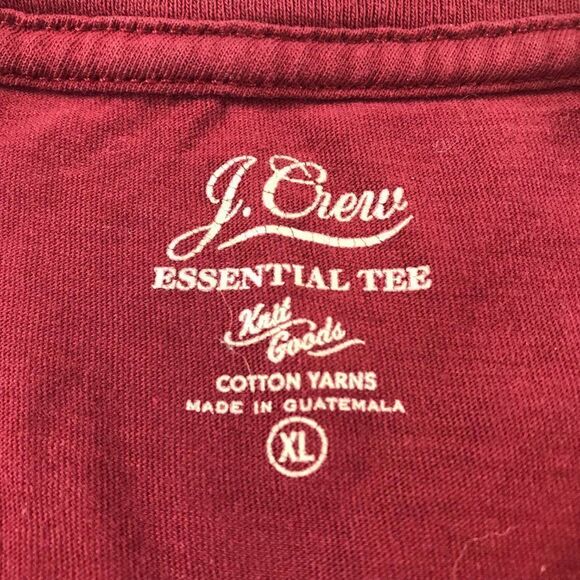 J. Crew
ESSENTIAL TEE
Knit
Goods
COTTON YARNS
MADE IN GUATEMALA
XL